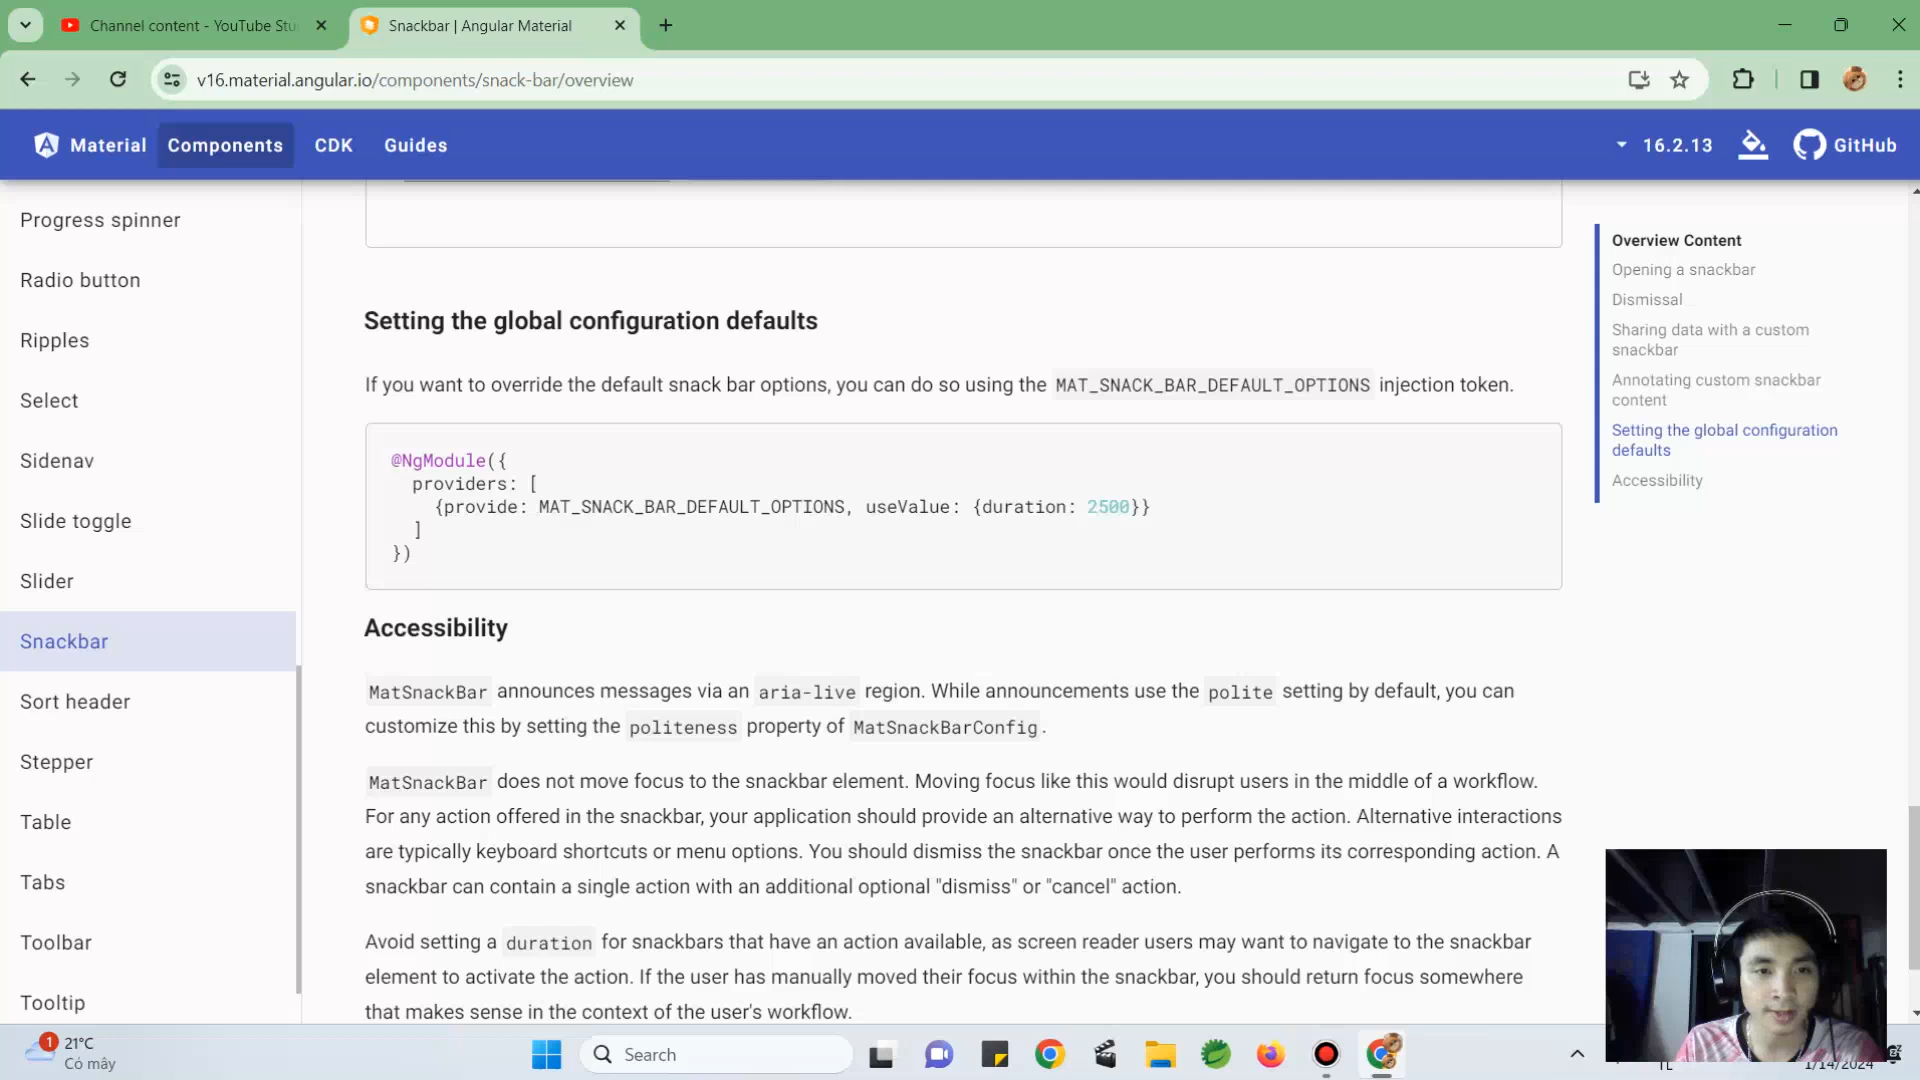 Channel content - YouTube Stu
Snackbar | Angular Material
v16.material.angular.io/components/snack-bar/overview
Material Components CDK Guides 16.2.13 GitHub
Progress spinner
Radio button
Ripples
Select
Sidenav
Slide toggle
Slider
Snackbar
Sort header
Stepper
Table
Tabs
Toolbar
Tooltip
Setting the global configuration defaults
If you want to override the default snack bar options, you can do so using the MAT_SNACK_BAR_DEFAULT_OPTIONS injection token.
@NgModule({
providers: [
{provide: MAT_SNACK_BAR_DEFAULT_OPTIONS, useValue: {duration: 2500}}
]
})
Accessibility
MatSnackBar announces messages via an aria-live region. While announcements use the polite setting by default, you can
customize this by setting the politeness property of MatSnackBarConfig.
MatSnackBar does not move focus to the snackbar element. Moving focus like this would disrupt users in the middle of a workflow.
For any action offered in the snackbar, your application should provide an alternative way to perform the action. Alternative interactions
are typically keyboard shortcuts or menu options. You should dismiss the snackbar once the user performs its corresponding action. A
snackbar can contain a single action with an additional optional "dismiss" or "cancel" action.
Avoid setting a duration for snackbars that have an action available, as screen reader users may want to navigate to the snackbar
element to activate the action. If the user has manually moved their focus within the snackbar, you should return focus somewhere
that makes sense in the context of the user's workflow.
Overview Content
Opening a snackbar
Dismissal
Sharing data with a custom
snackbar
Annotating custom snackbar
content
Setting the global configuration
defaults
Accessibility
1
21°C
Có mây
Search
1/14/2024